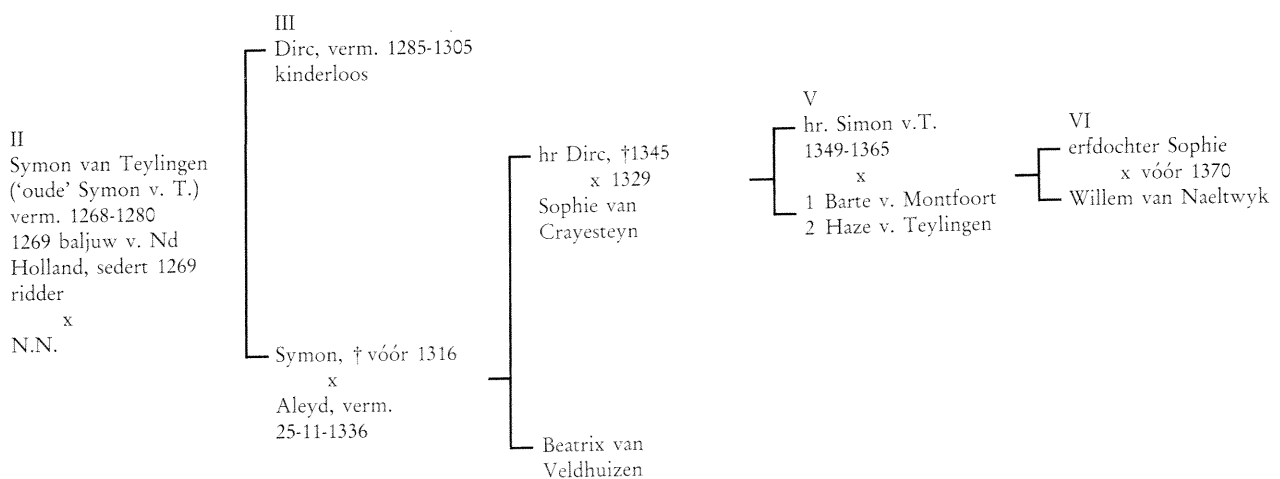 II
Symon van Teylingen
(‘oude’ Symon v. T.)
verm. 1268-1280
1269 baljuw v. Nd
Holland, sedert 1269
ridder
x
N.N.
III
Dirc, verm. 1285-1305
kinderloos
Symon, † vóór 1316
x
Aleyd, verm.
25-11-1336
hr Dirc, †1345
x 1329
Sophie van
Crayesteyn
Beatrix van
Veldhuizen
V
hr. Simon v.T.
1349-1365
x
1 Barte v. Montfoort
2 Haze v. Teylingen
VI
erfdochter Sophie
x vóór 1370
Willem van Naeltwyk